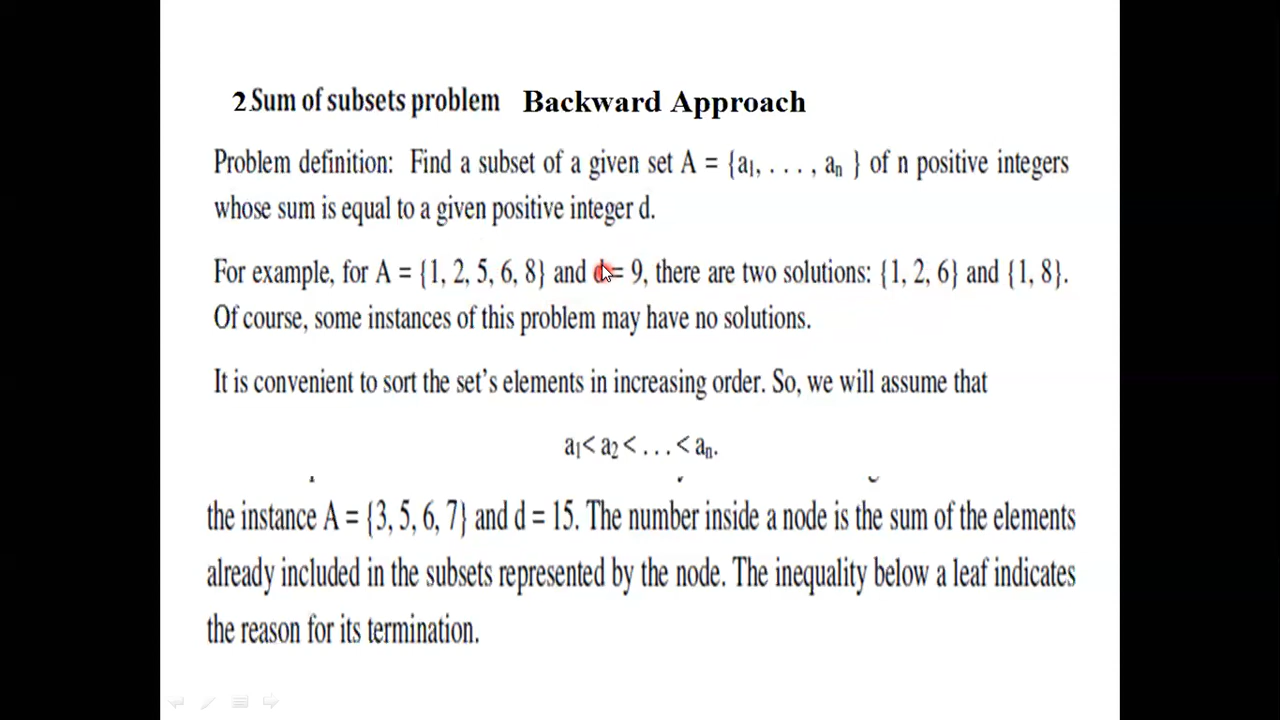 2.Sum of subsets problem Backward Approach
Problem definition: Find a subset of a given set A = {a1, . . . , an } of n positive integers
whose sum is equal to a given positive integer d.
For example, for A = {1, 2, 5, 6, 8} and d = 9, there are two solutions: {1, 2, 6} and {1, 8}.
Of course, some instances of this problem may have no solutions.
It is convenient to sort the set’s elements in increasing order. So, we will assume that
a1< a2 < . . . < an.
the instance A = {3, 5, 6, 7} and d = 15. The number inside a node is the sum of the elements
already included in the subsets represented by the node. The inequality below a leaf indicates
the reason for its termination.